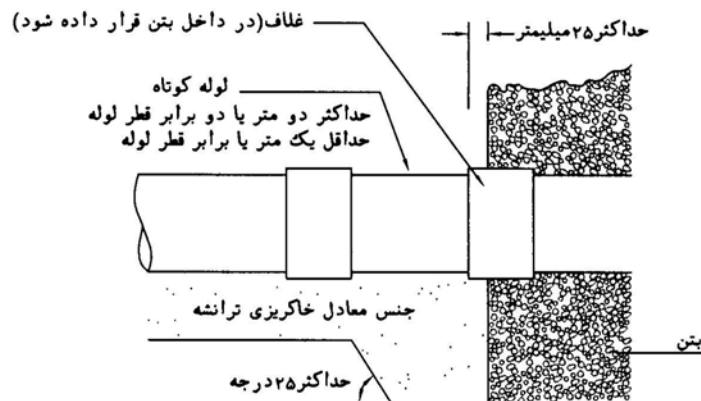 غلاف(در داخل بتن قرار داده شود)
حداکثر۲۵میلیمتر
لوله کوتاه
حداکثر دو متر یا دو برابر قطر لوله
حداقل یک متر یا برابر قطر لوله
جنس معادل خاکریزی ترانشه
بتن
حداکثر۲۵درجه